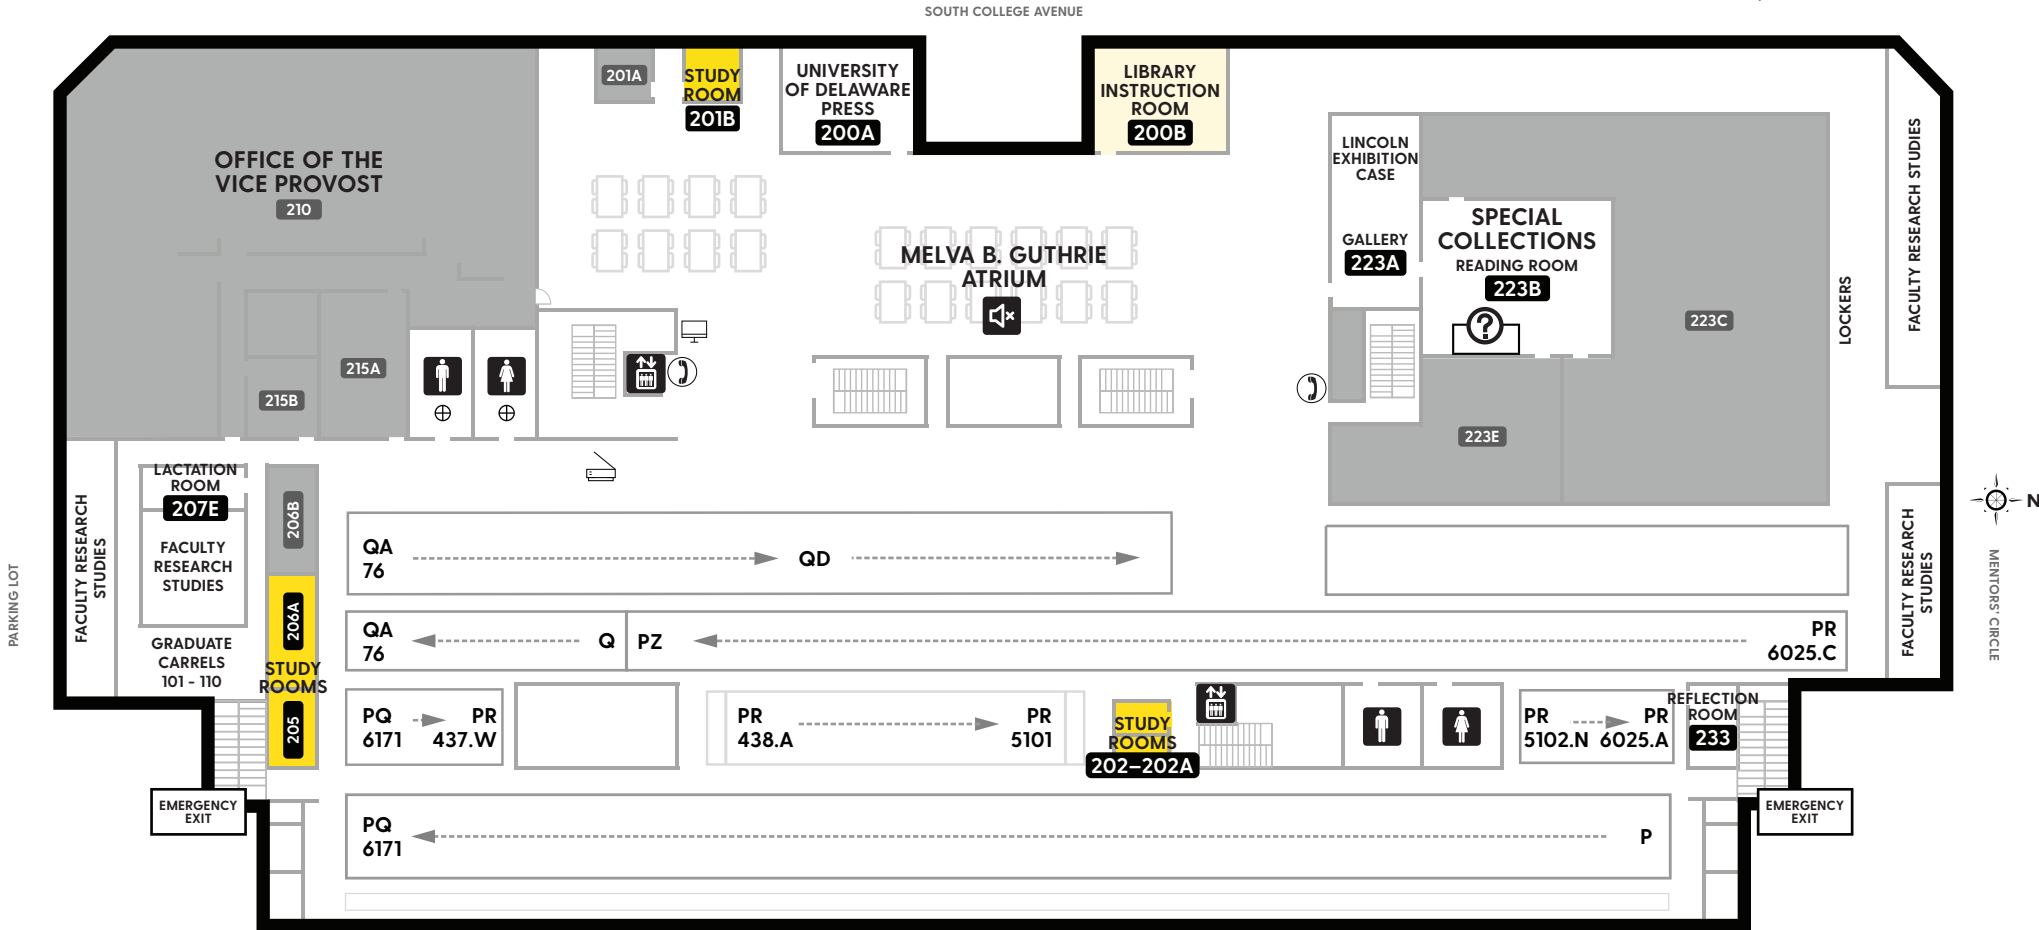 SOUTH COLLEGE AVENUE
201A
STUDY
ROOM
201B
UNIVERSITY
OF DELAWARE
PRESS
200A
LIBRARY
INSTRUCTION
ROOM
200B
OFFICE OF THE
VICE PROVOST
210
LINCOLN
EXHIBITION
CASE
GALLERY
223A
SPECIAL
COLLECTIONS
READING ROOM
223B
?
223C
LOCKERS
FACULTY RESEARCH STUDIES
MELVA B. GUTHRIE
ATRIUM
215A
215B
223E
LACTATION
ROOM
207E
FACULTY
RESEARCH
STUDIES
FACULTY RESEARCH
STUDIES
206B
206A
STUDY
ROOMS
205
GRADUATE
CARRELS
101 - 110
PARKING LOT
QA
76
QD
QA
76
Q
PZ
PR
6025.C
PQ
6171
PR
437.W
PR
438.A
PR
5101
STUDY
ROOMS
202–202A
PR
5102.N
PR
6025.A
REFLECTION
ROOM
233
FACULTY RESEARCH
STUDIES
N
MENTORS' CIRCLE
EMERGENCY
EXIT
EMERGENCY
EXIT
PQ
6171
P